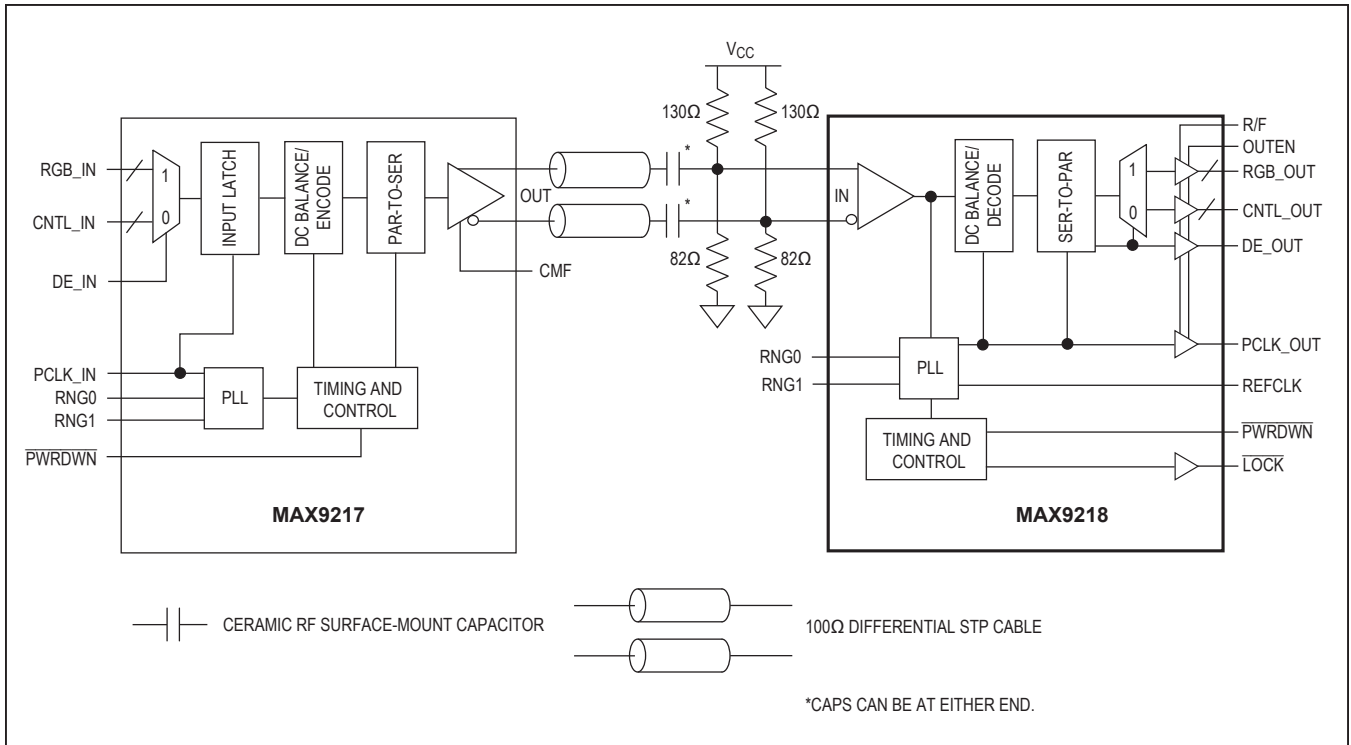 VCC
130Ω
130Ω
*
*
82Ω
82Ω
RGB_IN
CNTL_IN
DE_IN
PCLK_IN
RNG0
RNG1
PWRDWN
1
0
INPUT LATCH
DC BALANCE/
ENCODE
PAR-TO-SER
PLL
TIMING AND
CONTROL
OUT
CMF
MAX9217
IN
RNG0
RNG1
DC BALANCE/
DECODE
SER-TO-PAR
1
0
PLL
TIMING AND
CONTROL
R/F
OUTEN
RGB_OUT
CNTL_OUT
DE_OUT
PCLK_OUT
REFCLK
PWRDWN
LOCK
MAX9218
CERAMIC RF SURFACE-MOUNT CAPACITOR
100Ω DIFFERENTIAL STP CABLE
*CAPS CAN BE AT EITHER END.